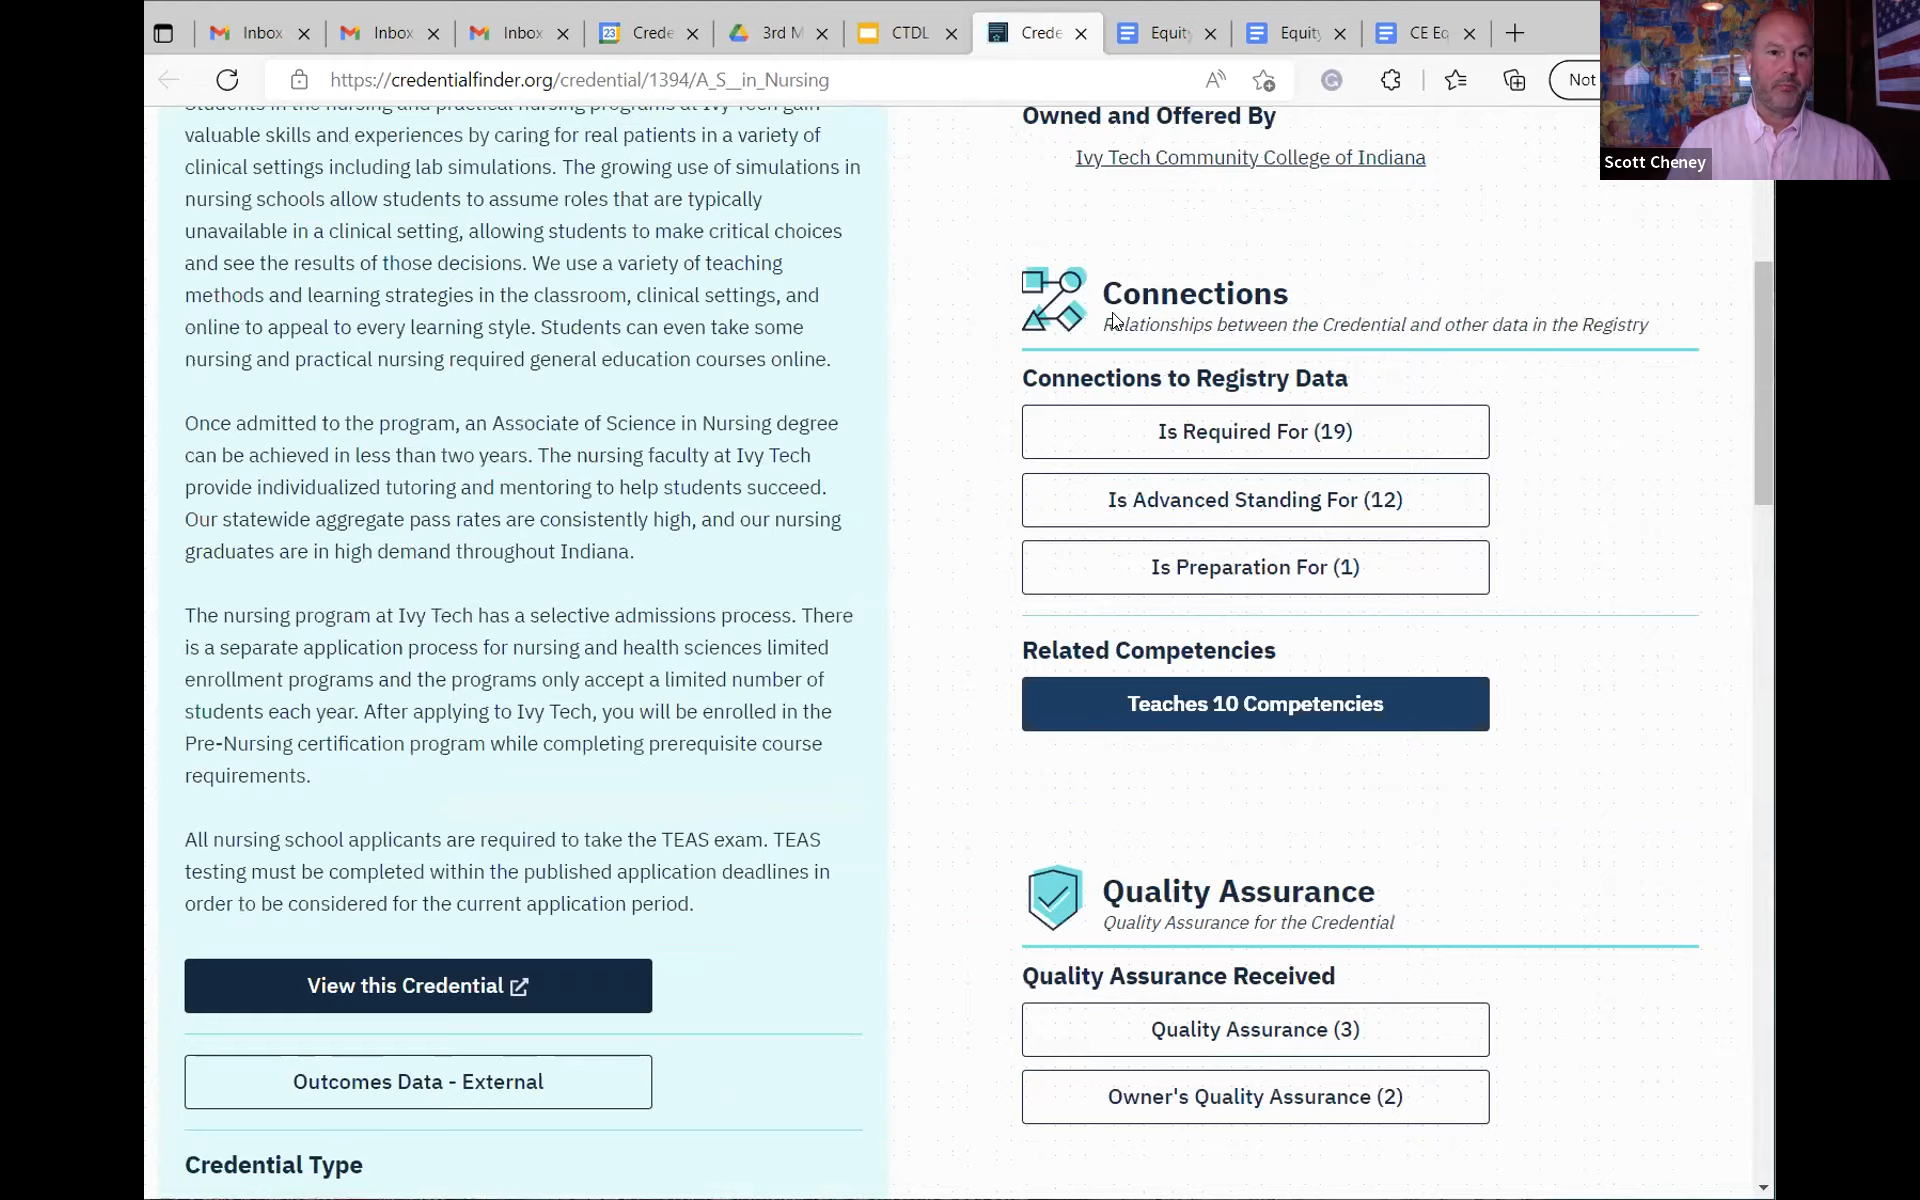 Inbox
Inbox
Inbox
Crede
3rd M
CTDL
Crede
Equity
Equity
CE Eq
https://credentialfinder.org/credential/1394/A_S__in_Nursing
Not
Scott Cheney
Students in the nursing and practical nursing programs at Ivy Tech gain
valuable skills and experiences by caring for real patients in a variety of
clinical settings including lab simulations. The growing use of simulations in
nursing schools allow students to assume roles that are typically
unavailable in a clinical setting, allowing students to make critical choices
and see the results of those decisions. We use a variety of teaching
methods and learning strategies in the classroom, clinical settings, and
online to appeal to every learning style. Students can even take some
nursing and practical nursing required general education courses online.
Once admitted to the program, an Associate of Science in Nursing degree
can be achieved in less than two years. The nursing faculty at Ivy Tech
provide individualized tutoring and mentoring to help students succeed.
Our statewide aggregate pass rates are consistently high, and our nursing
graduates are in high demand throughout Indiana.
The nursing program at Ivy Tech has a selective admissions process. There
is a separate application process for nursing and health sciences limited
enrollment programs and the programs only accept a limited number of
students each year. After applying to Ivy Tech, you will be enrolled in the
Pre-Nursing certification program while completing prerequisite course
requirements.
All nursing school applicants are required to take the TEAS exam. TEAS
testing must be completed within the published application deadlines in
order to be considered for the current application period.
View this Credential
Outcomes Data - External
Credential Type
Owned and Offered By
Ivy Tech Community College of Indiana
Connections
Relationships between the Credential and other data in the Registry
Connections to Registry Data
Is Required For (19)
Is Advanced Standing For (12)
Is Preparation For (1)
Related Competencies
Teaches 10 Competencies
Quality Assurance
Quality Assurance for the Credential
Quality Assurance Received
Quality Assurance (3)
Owner's Quality Assurance (2)